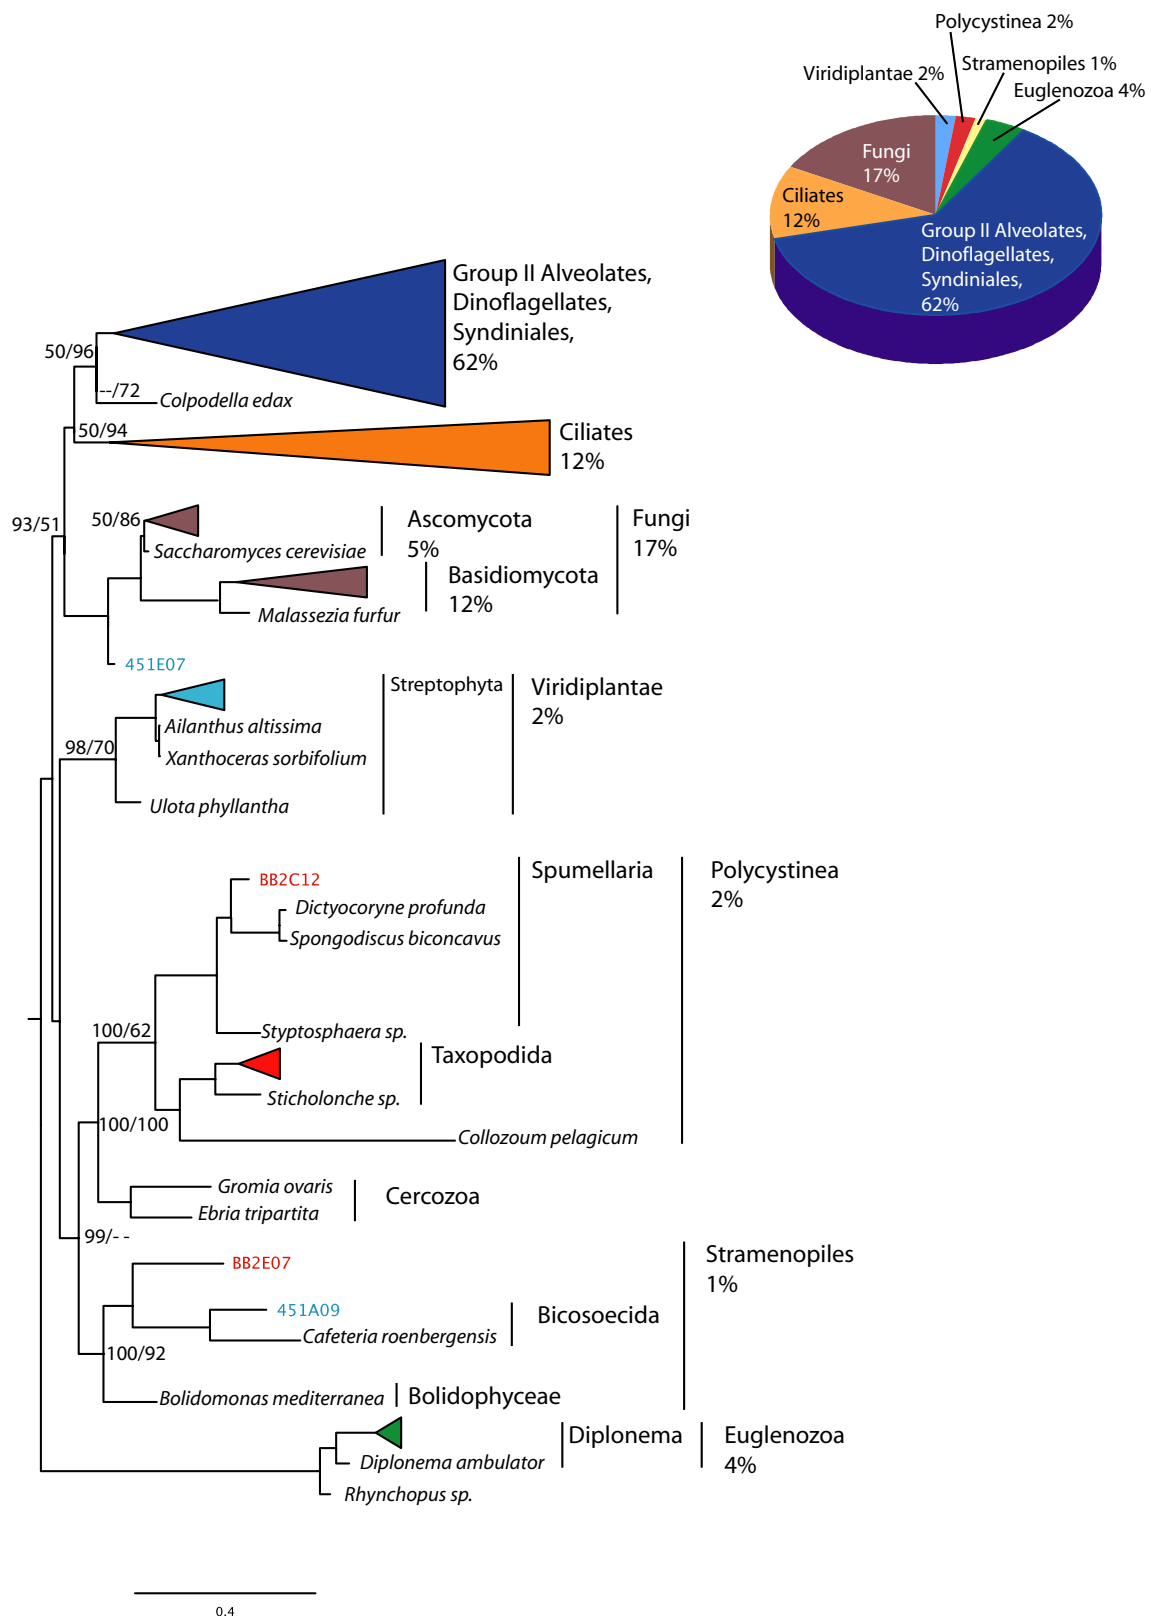 Polycystinea 2%
Stramenopiles 1%
Viridiplantae 2%
Euglenozoa 4%
Fungi
17%
Ciliates
12%
Group II Alveolates,
Dinoflagellates,
Syndiniales,
62%
Group II Alveolates,
Dinoflagellates,
Syndiniales,
62%
50/96
--/72
Colpodella edax
50/94
Ciliates
12%
93/51
50/86
Saccharomyces cerevisiae
Ascomycota
5%
Fungi
17%
Basidiomycota
12%
Malassezia furfur
451E07
Streptophyta
Viridiplantae
2%
Ailanthus altissima
98/70
Xanthoceras sorbifolium
Ulota phyllantha
BB2C12
Spumellaria
Polycystinea
2%
Dictyocoryne profunda
Spongodiscus biconcavus
100/62
Styptosphaera sp.
Taxopodida
Sticholonche sp.
100/100
Collozoum pelagicum
Gromia ovaris
Cercozoa
Ebria tripartita
99/- -
BB2E07
Stramenopiles
1%
451A09
Bicosoecida
Cafeteria roenbergensis
100/92
Bolidomonas mediterranea
Bolidophyceae
Diplonema
Euglenozoa
4%
Diplonema ambulator
Rhynchopus sp.
0.4